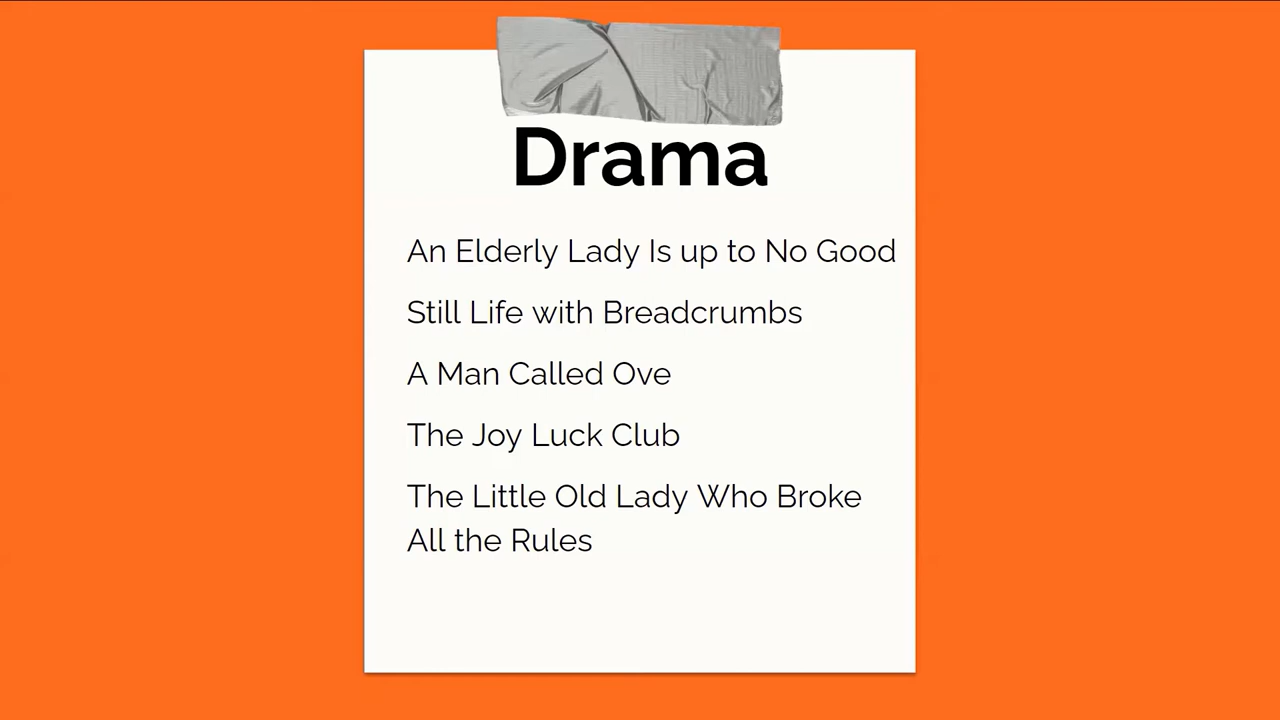 Drama
An Elderly Lady Is up to No Good
Still Life with Breadcrumbs
A Man Called Ove
The Joy Luck Club
The Little Old Lady Who Broke
All the Rules